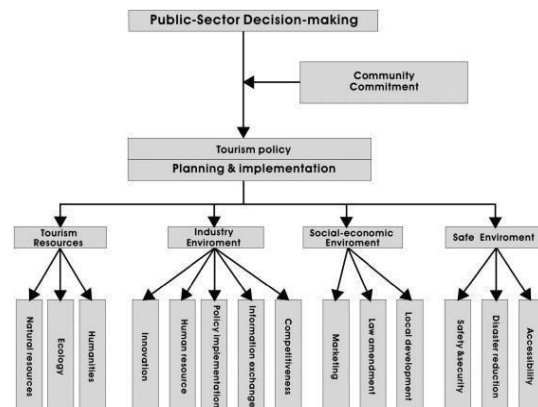 Public-Sector Decision-making
Community
Commitment
Tourism policy
Planning & implementation
Tourism
Resources
Industry
Enviroment
Social-economic
Enviroment
Safe Enviroment
Natural resources
Ecology
Humanities
Innovation
Human resource
Policy implementation
Information exchange
Competitiveness
Marketing
Law amendment
Local development
Safety&security
Disaster reduction
Accessibility